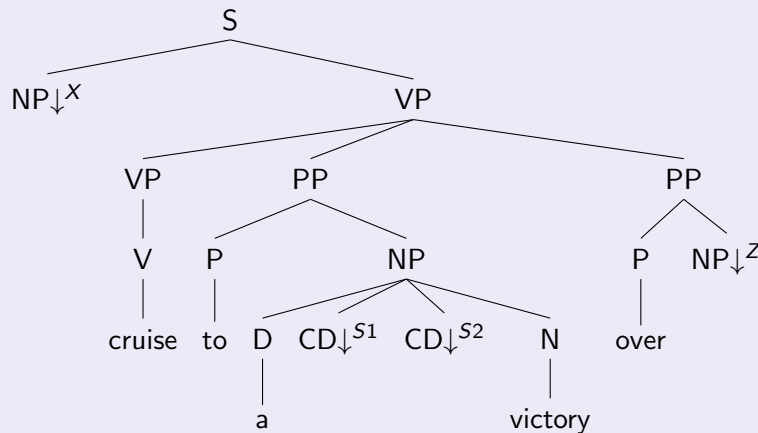 S
NP↓X VP
VP PP PP
V P NP P NP↓Z
cruise to D CD↓S1 CD↓S2 N over
a victory